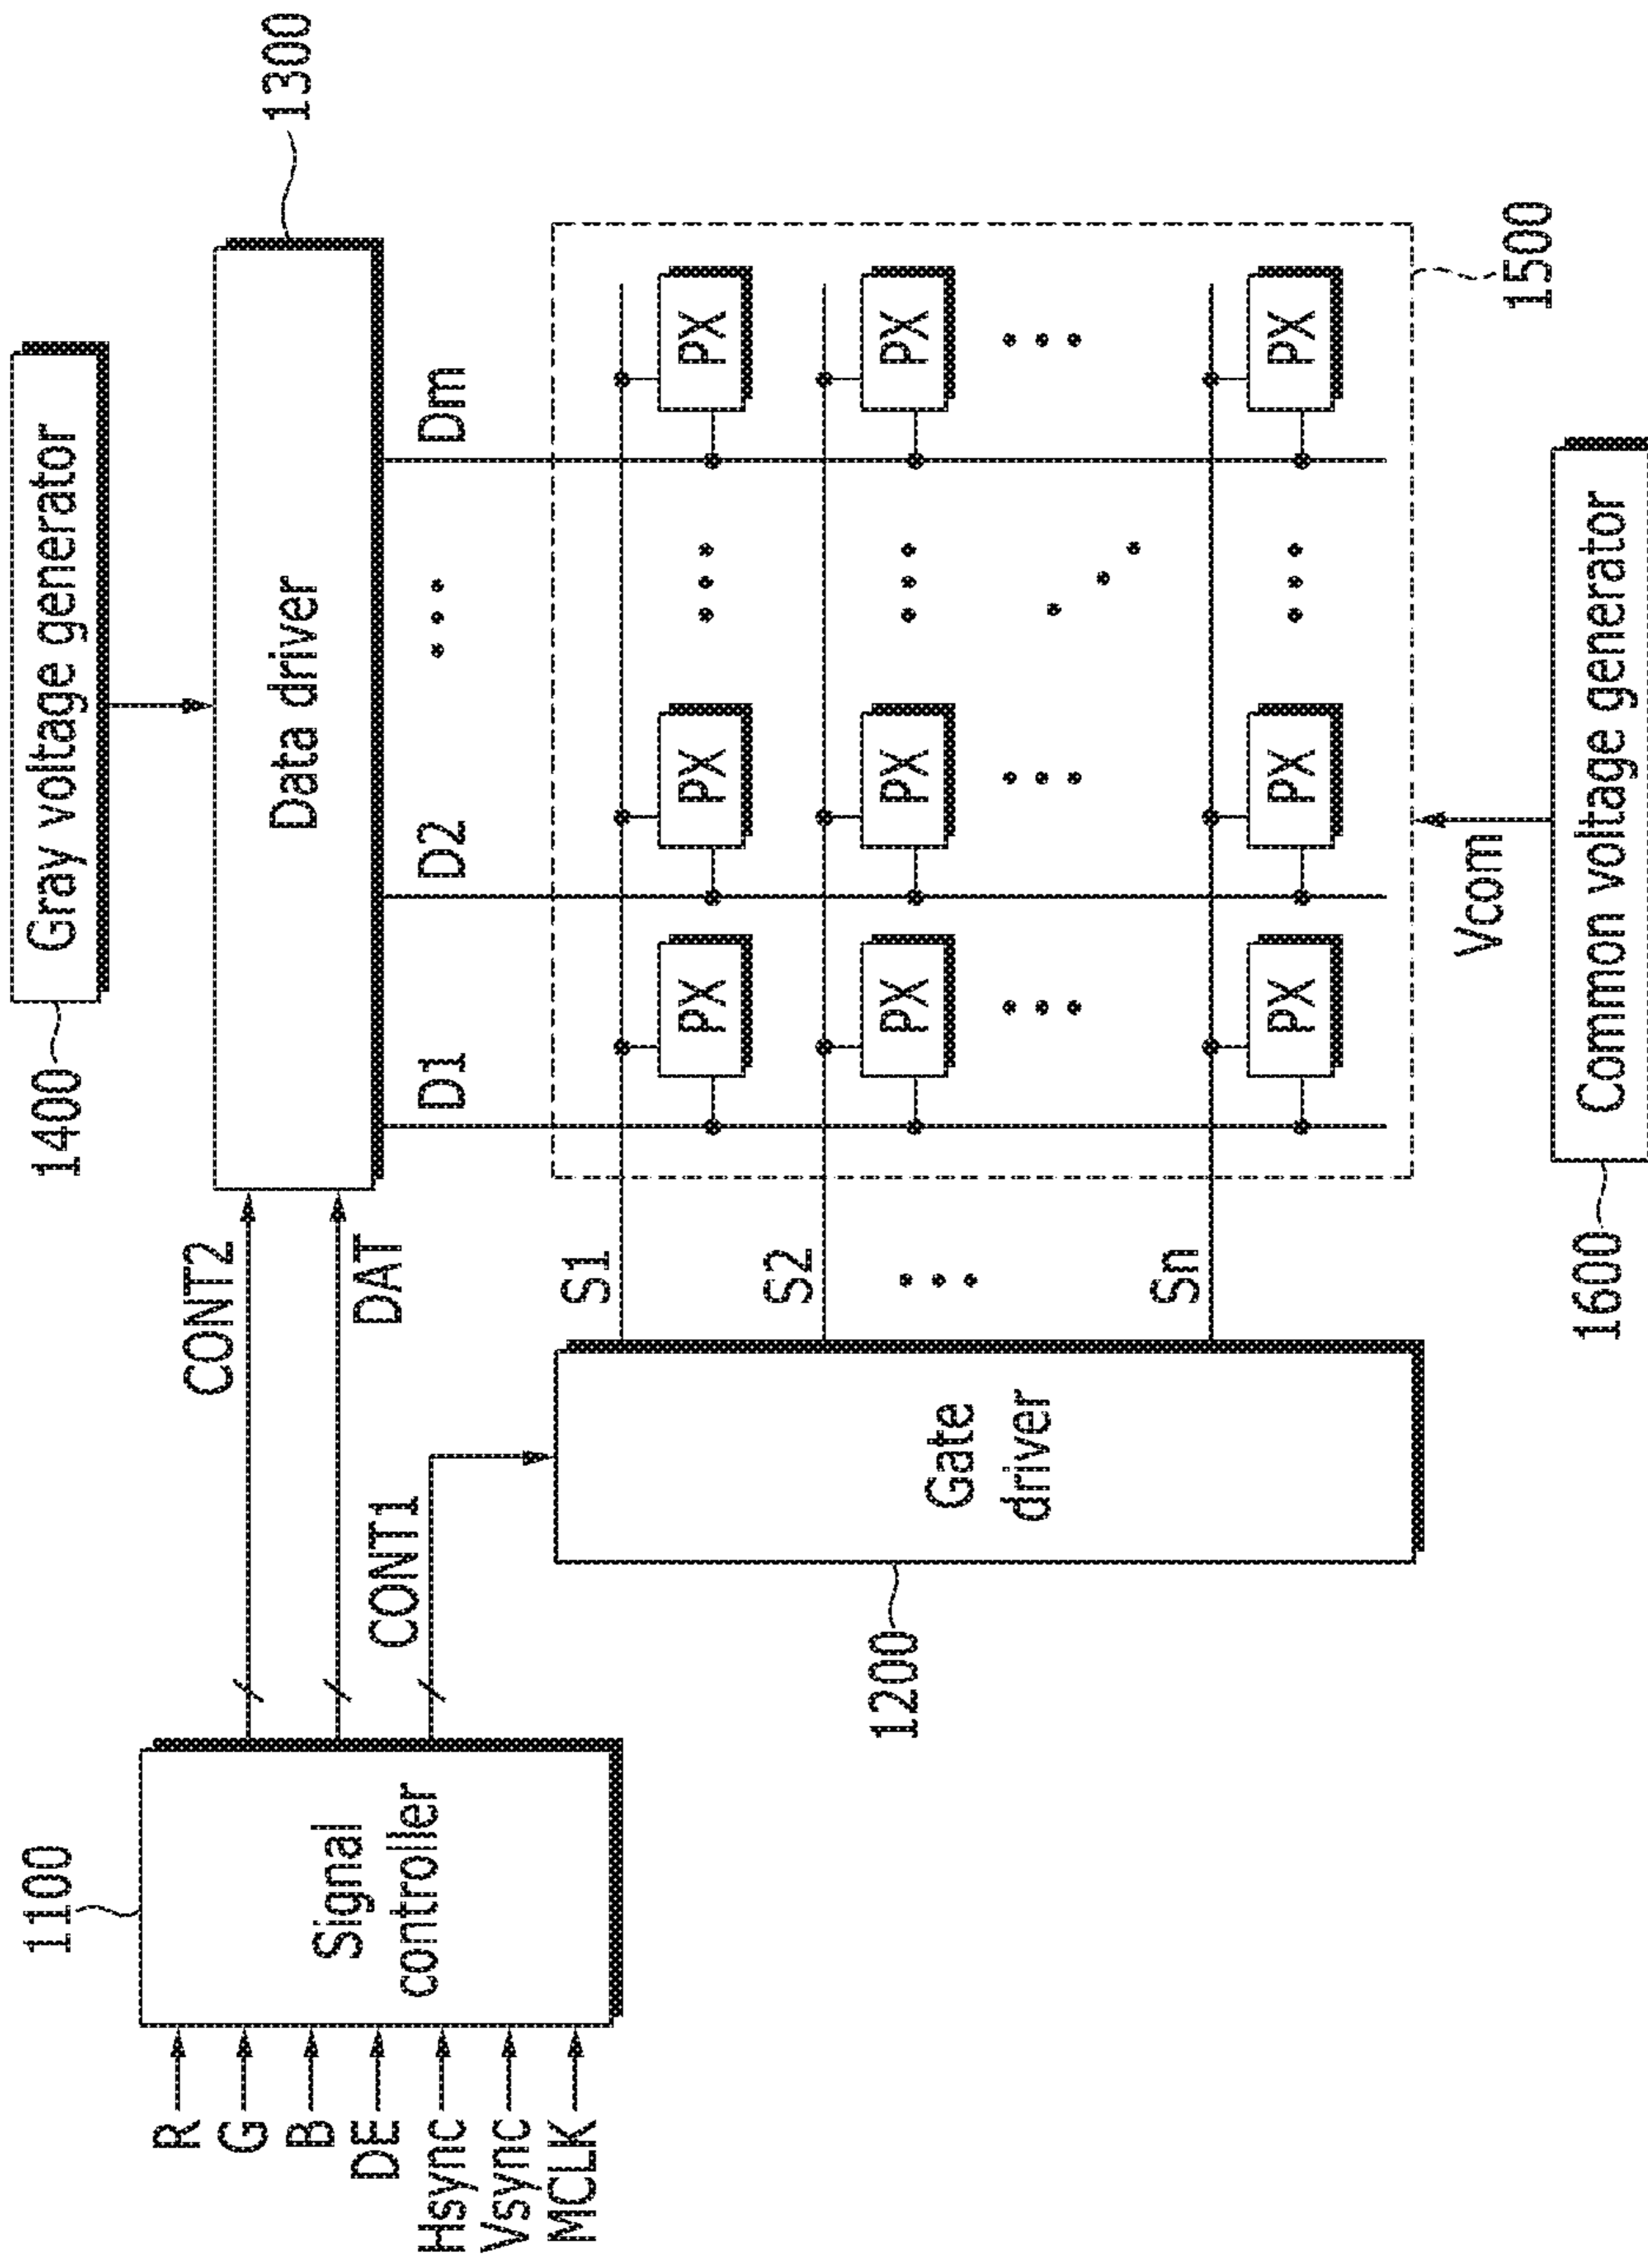 1400
Gray voltage generator
1100
1300
R
G
B
DE
Hsync
Vsync
MCLK
Signal
controller
CONT2
DAT
CONT1
Data driver
D1
D2
• • •
Dm
1200
Gate
driver
S1
S2
• • •
Sn
PX
PX
• • •
PX
PX
PX
• • •
PX
• • •
• • •
• • •
• • •
PX
PX
• • •
PX
1500
Vcom
1600
Common voltage generator